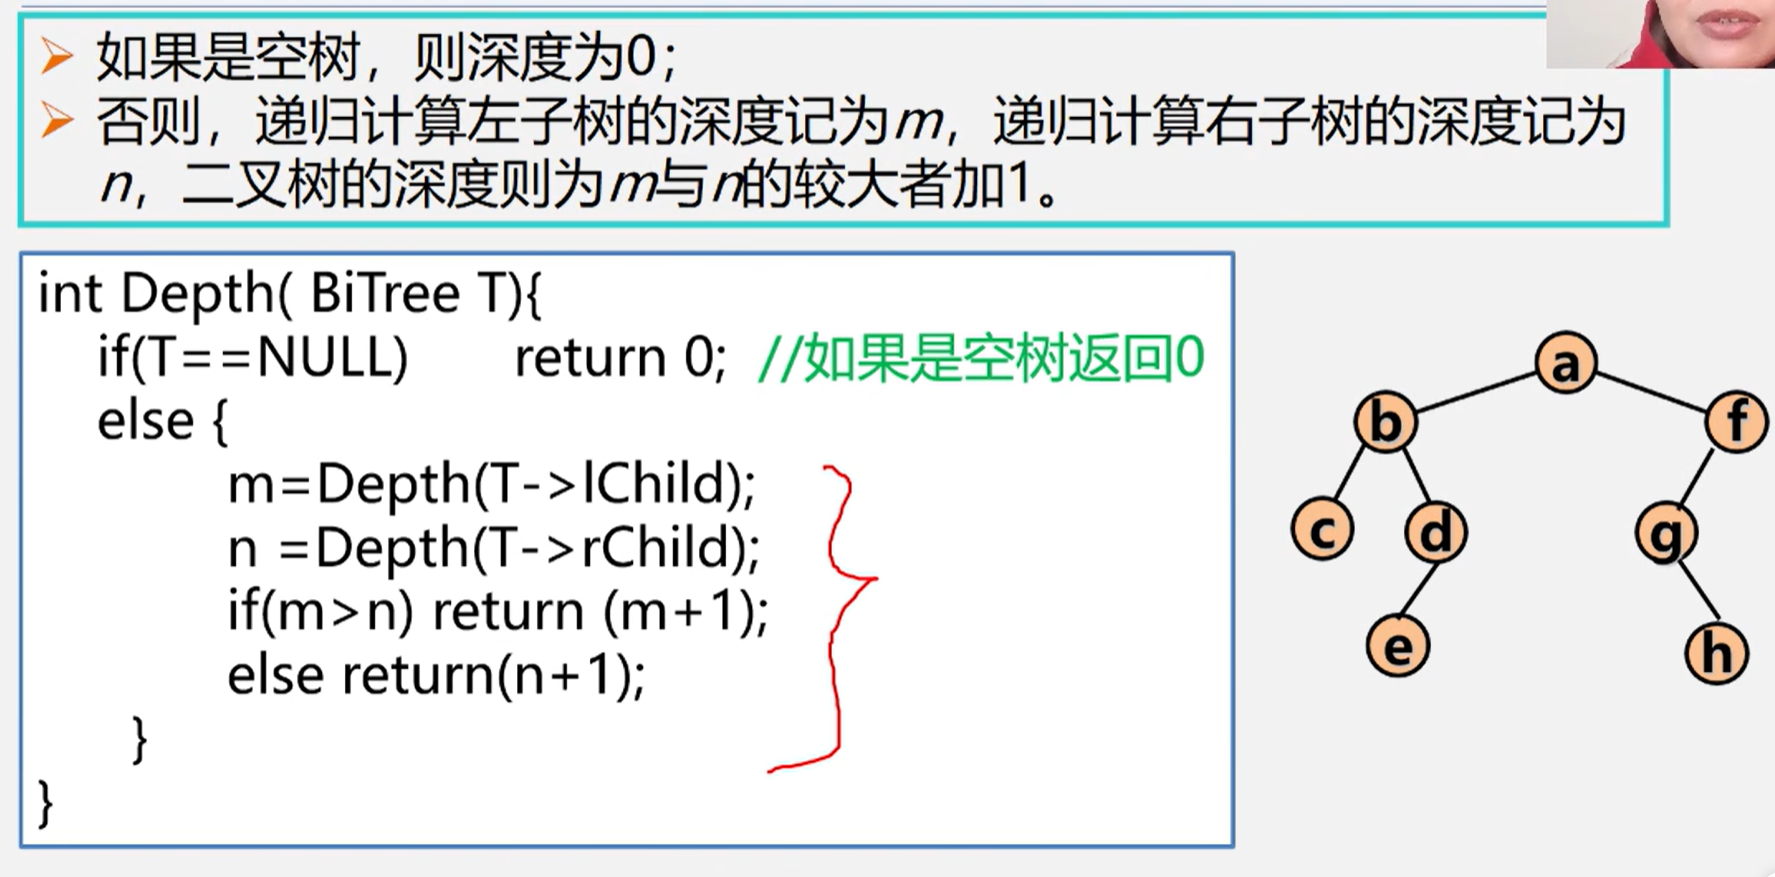 如果是空树，则深度为0；
否则，递归计算左子树的深度记为m，递归计算右子树的深度记为
n，二叉树的深度则为m与n的较大者加1。
int Depth( BiTree T){
if(T==NULL) return 0; //如果是空树返回0
else {
m=Depth(T->lChild);
n =Depth(T->rChild);
if(m>n) return (m+1);
else return(n+1);
}
}
a
b
f
c
d
g
e
h